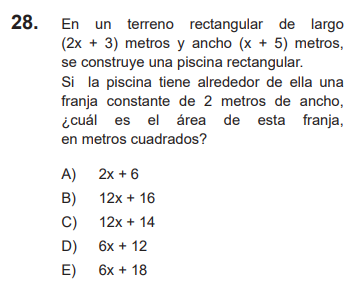 28. En un terreno rectangular de largo
(2x + 3) metros y ancho (x + 5) metros,
se construye una piscina rectangular.
Si la piscina tiene alrededor de ella una
franja constante de 2 metros de ancho,
¿cuál es el área de esta franja,
en metros cuadrados?
A) 2x + 6
B) 12x + 16
C) 12x + 14
D) 6x + 12
E) 6x + 18